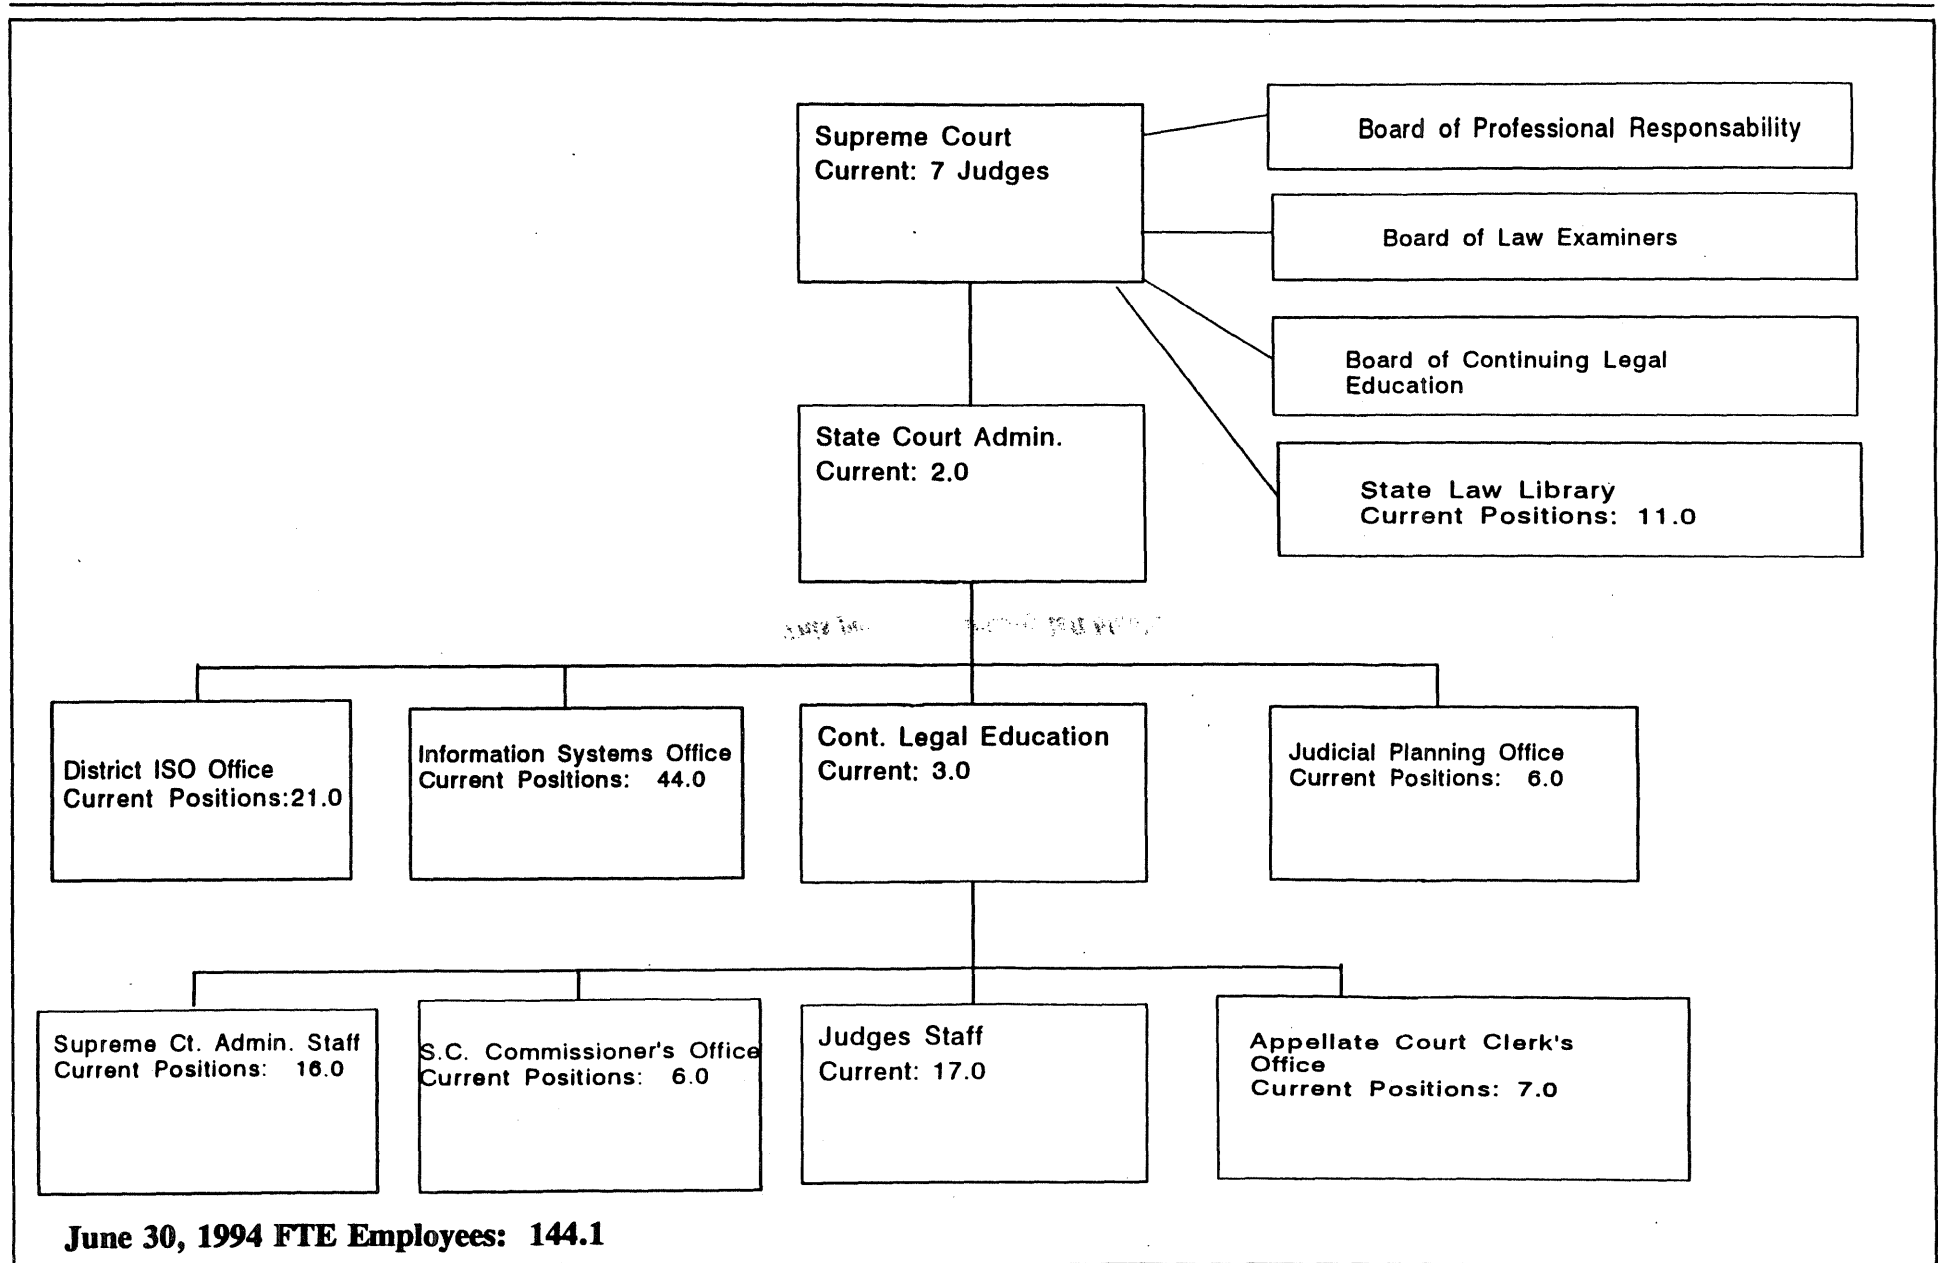 Supreme Court
Current: 7 Judges
Board of Professional Responsability
Board of Law Examiners
Board of Continuing Legal
Education
State Law Library
Current Positions: 11.0
State Court Admin.
Current: 2.0
District ISO Office
Current Positions:21.0
Information Systems Office
Current Positions: 44.0
Cont. Legal Education
Current: 3.0
Judicial Planning Office
Current Positions: 6.0
Supreme Ct. Admin. Staff
Current Positions: 16.0
S.C. Commissioner's Office
Current Positions: 6.0
Judges Staff
Current: 17.0
Appellate Court Clerk's
Office
Current Positions: 7.0
June 30, 1994 FTE Employees: 144.1